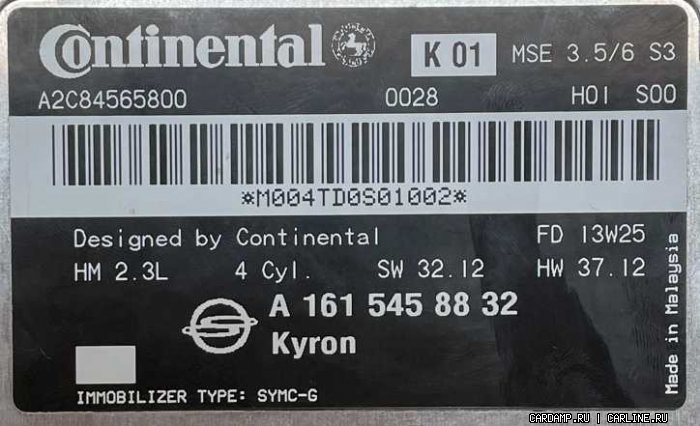 Continental K 01 MSE 3.5/6 S3
A2C84565800 0028 H01 S00
*M004TD0S01002*
Designed by Continental FD 13W25
HM 2.3L 4 Cyl. SW 32.12 HW 37.12
A 161 545 88 32
Kyron
IMMOBILIZER TYPE: SYMC-G
Made in Malaysia
CARDAMP.RU | CARLINE.RU